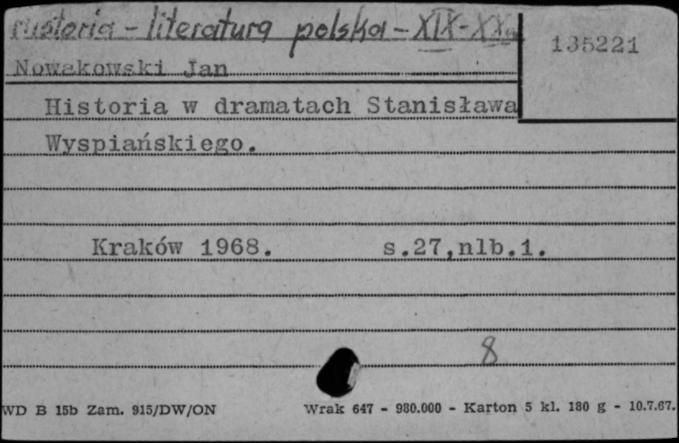 historia - literatura polska - XIX-XX
135221
Nowakowski Jan
Historia w dramatach Stanisława
Wyspiańskiego.
Kraków 1968. s.27,nlb.1.
8
WD B 15b Zam. 915/DW/ON Wrak 647 - 980.000 - Karton 5 kl. 180 g - 10.7.67.